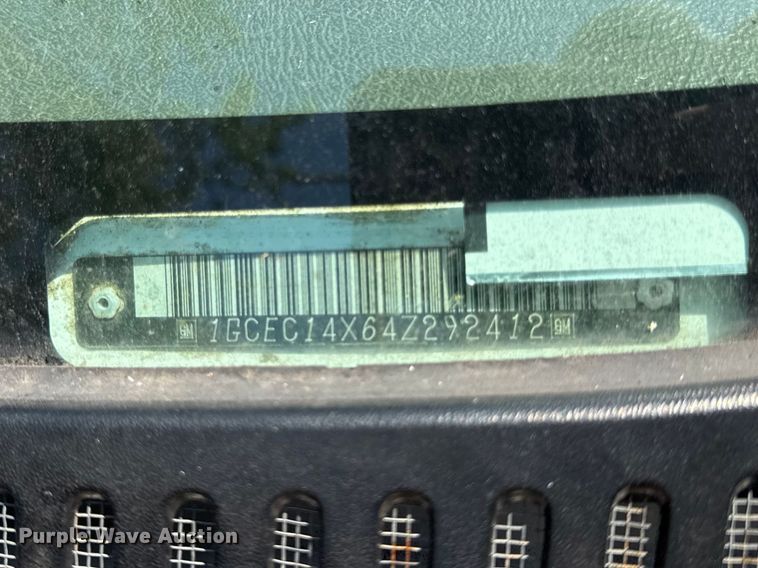 GM 1GCEC14X64Z292412 GM
Purple Wave Auction